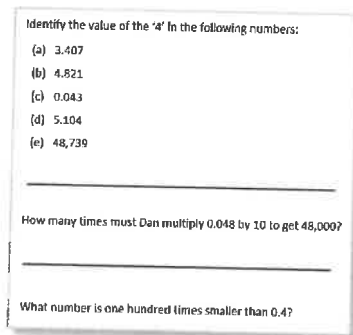 Identify the value of the '4' in the following numbers:
(a) 3.407
(b) 4.821
(c) 0.043
(d) 5.104
(e) 48,739
How many times must Dan multiply 0.048 by 10 to get 48,000?
What number is one hundred times smaller than 0.4?